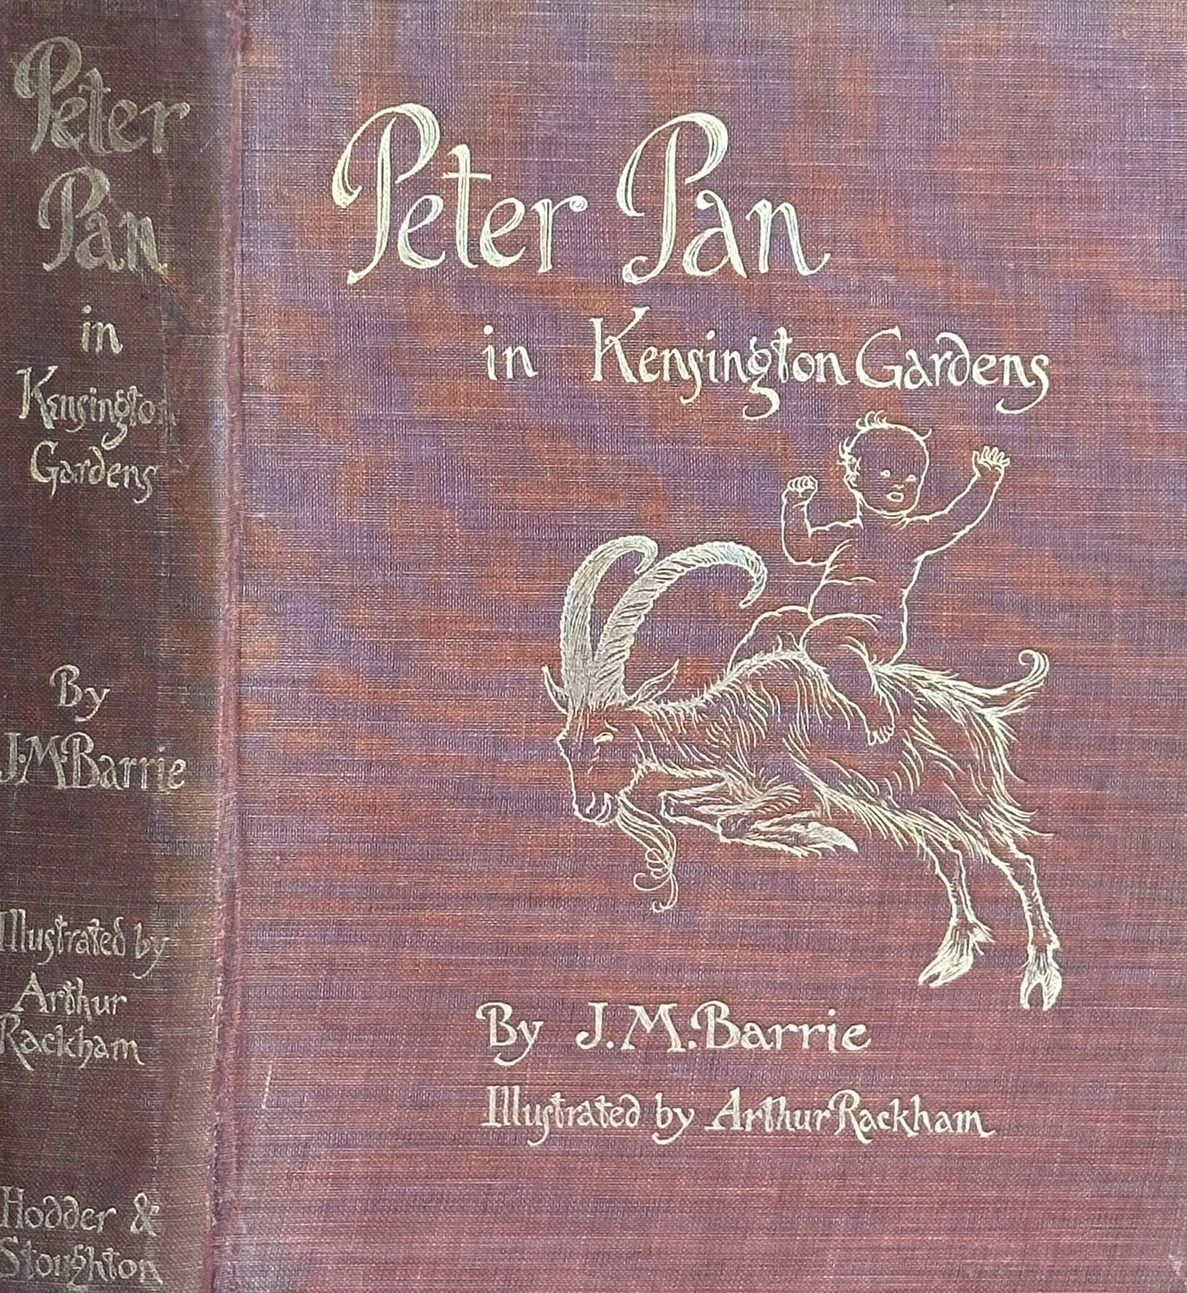 Peter
Pan
in
Kensington
Gardens
By
J.M.Barrie
Illustrated by
Arthur
Rackham
Hodder &
Stoughton
Peter Pan
in Kensington Gardens
By J.M.Barrie
Illustrated by Arthur Rackham